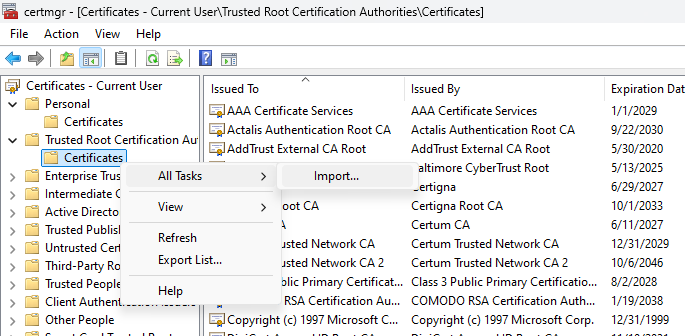 certmgr - [Certificates - Current User\Trusted Root Certification Authorities\Certificates]
File Action View Help
Certificates - Current User
Personal
Certificates
Trusted Root Certification Aut
Certificates
Enterprise Trus
Intermediate C
Active Directo
Trusted Publish
Untrusted Cert
Third-Party Ro
Trusted People
Client Authentication Issu
Other People
All Tasks
View
Refresh
Export List...
Help
Import...
Issued To Issued By Expiration Date
AAA Certificate Services AAA Certificate Services 1/1/2029
Actalis Authentication Root CA Actalis Authentication Root CA 9/22/2030
AddTrust External CA Root AddTrust External CA Root 5/30/2020
Baltimore CyberTrust Root 5/13/2025
Certigna 6/29/2027
Root CA Certigna Root CA 10/1/2033
Certum CA 6/11/2027
usted Network CA Certum Trusted Network CA 12/31/2029
usted Network CA 2 Certum Trusted Network CA 2 10/6/2046
ublic Primary Certificat... Class 3 Public Primary Certificat... 8/2/2028
RSA Certification Au... COMODO RSA Certification Auth... 1/19/2038
Copyright (c) 1997 Microsoft C... Copyright (c) 1997 Microsoft Corp. 12/31/1999